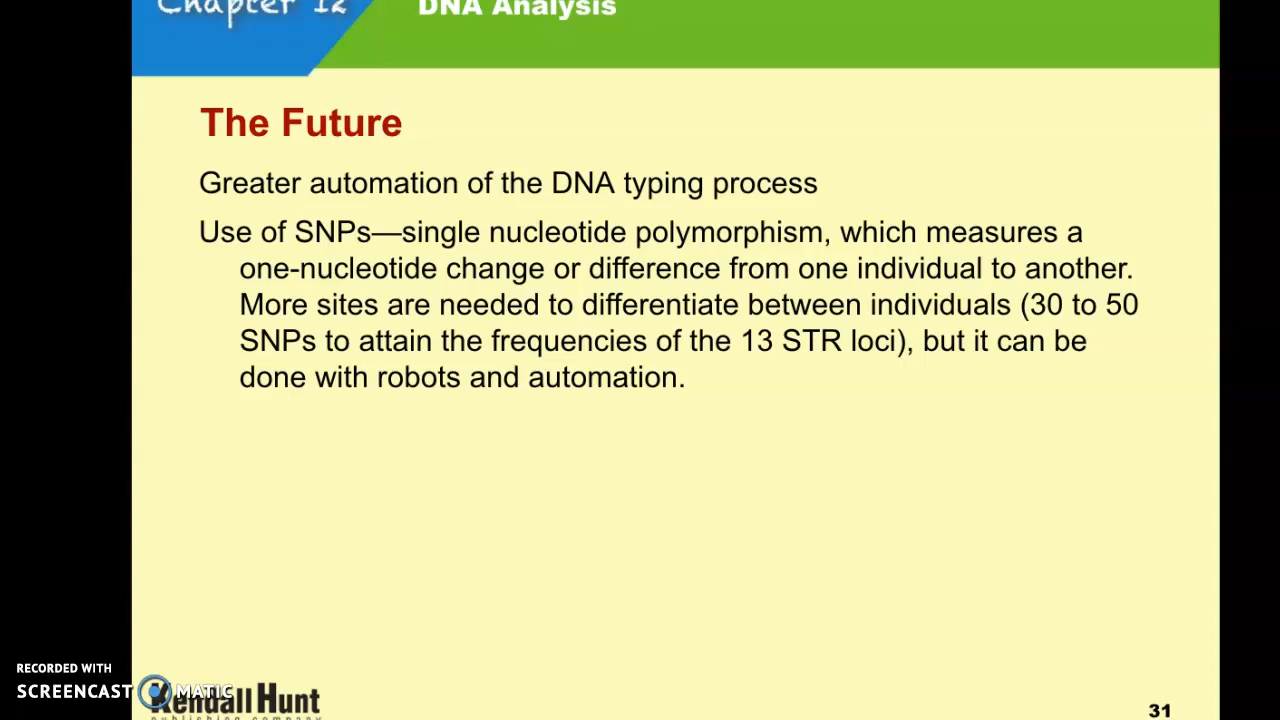 Chapter 12
DNA Analysis
The Future
Greater automation of the DNA typing process
Use of SNPs—single nucleotide polymorphism, which measures a
one-nucleotide change or difference from one individual to another.
More sites are needed to differentiate between individuals (30 to 50
SNPs to attain the frequencies of the 13 STR loci), but it can be
done with robots and automation.
RECORDED WITH
SCREENCAST MATIC
Kendall Hunt
publishing company
31